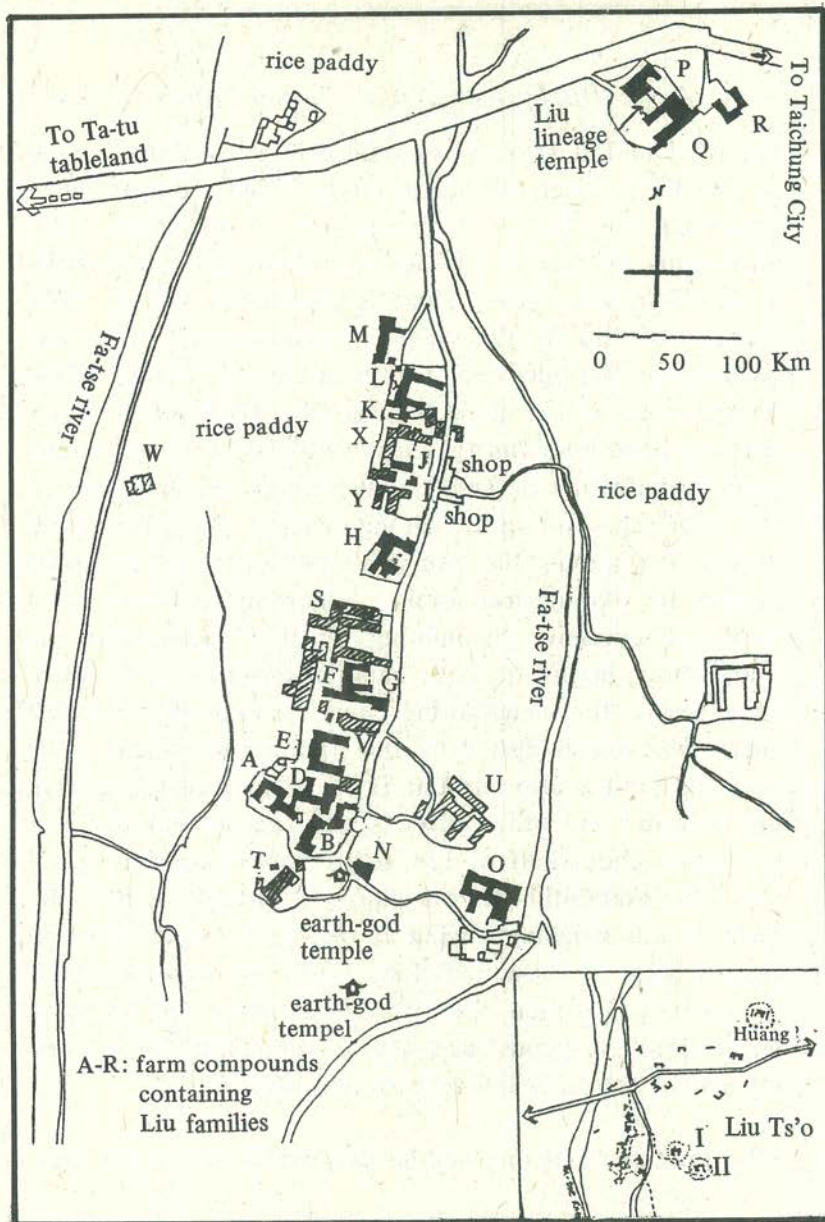 rice paddy
To Ta-tu
tableland
P
Liu
lineage
temple
R
Q
To Taichung City
N
0 50 100 Km
Fa-tse river
M
L
K
X
rice paddy
W
J
shop
I
Y
shop
rice paddy
H
S
Fa-tse river
F
G
V
E
A
D
U
C
B
N
T
O
earth-god
temple
earth-god
tempel
A-R: farm compounds
containing
Liu families
Huang
Liu Ts'o
I
II